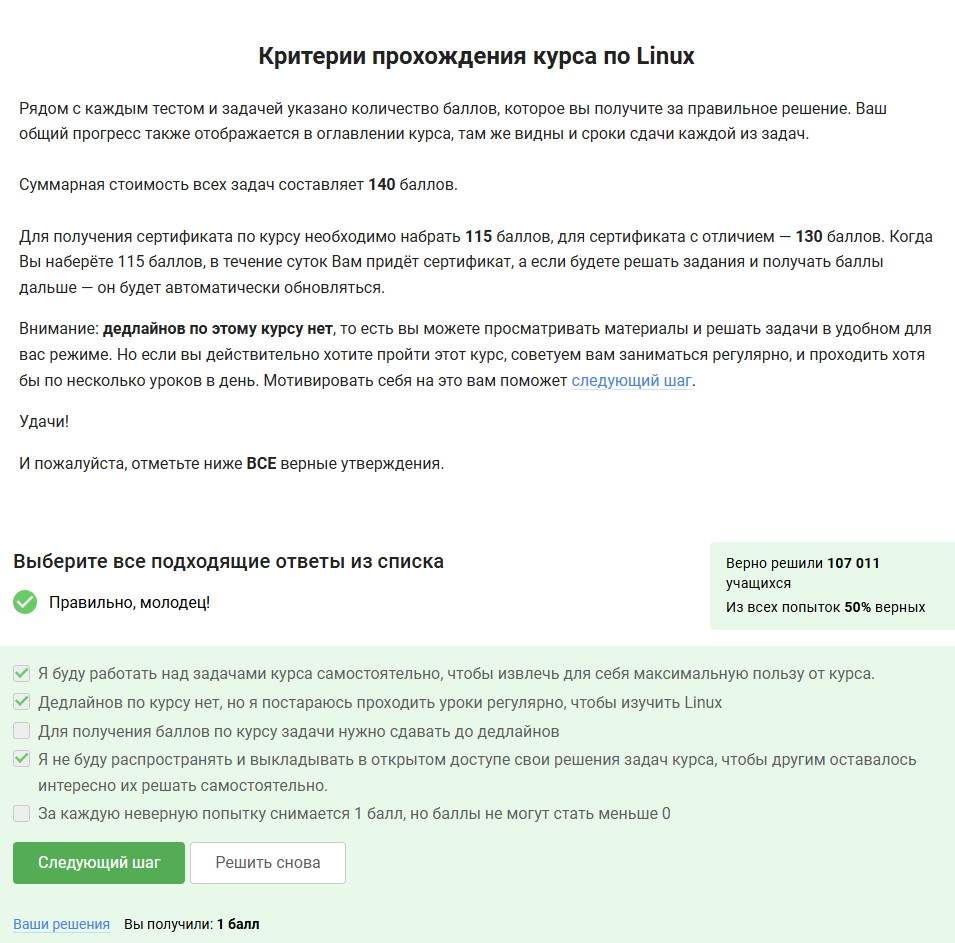 Критерии прохождения курса по Linux
Рядом с каждым тестом и задачей указано количество баллов, которое вы получите за правильное решение. Ваш
общий прогресс также отображается в оглавлении курса, там же видны и сроки сдачи каждой из задач.
Суммарная стоимость всех задач составляет 140 баллов.
Для получения сертификата по курсу необходимо набрать 115 баллов, для сертификата с отличием — 130 баллов. Когда
Вы наберёте 115 баллов, в течение суток Вам придёт сертификат, а если будете решать задания и получать баллы
дальше — он будет автоматически обновляться.
Внимание: дедлайнов по этому курсу нет, то есть вы можете просматривать материалы и решать задачи в удобном для
вас режиме. Но если вы действительно хотите пройти этот курс, советуем вам заниматься регулярно, и проходить хотя
бы по несколько уроков в день. Мотивировать себя на это вам поможет следующий шаг.
Удачи!
И пожалуйста, отметьте ниже ВСЕ верные утверждения.
Выберите все подходящие ответы из списка
Правильно, молодец!
Верно решили 107 011
учащихся
Из всех попыток 50% верных
Я буду работать над задачами курса самостоятельно, чтобы извлечь для себя максимальную пользу от курса.
Дедлайнов по курсу нет, но я постараюсь проходить уроки регулярно, чтобы изучить Linux
Для получения баллов по курсу задачи нужно сдавать до дедлайнов
Я не буду распространять и выкладывать в открытом доступе свои решения задач курса, чтобы другим оставалось
интересно их решать самостоятельно.
За каждую неверную попытку снимается 1 балл, но баллы не могут стать меньше 0
Следующий шаг
Решить снова
Ваши решения Вы получили: 1 балл